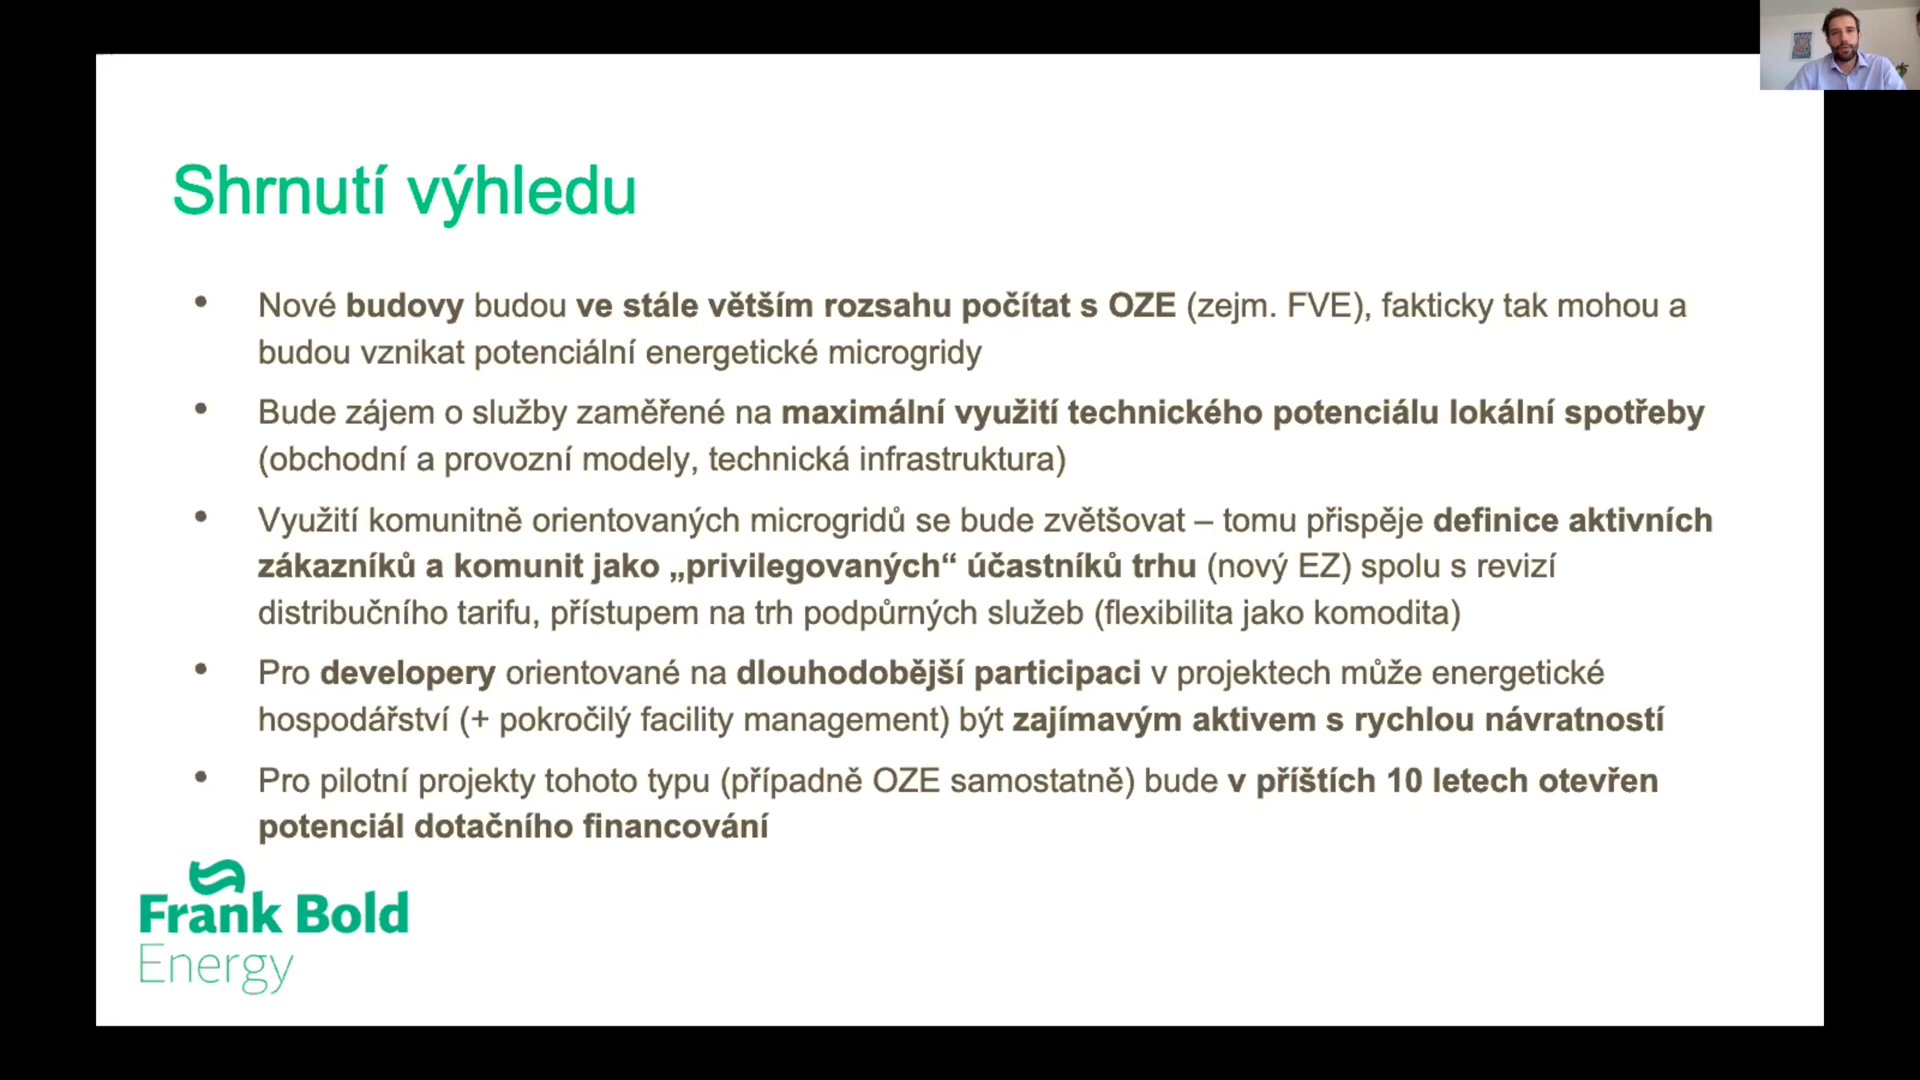 Shrnutí výhledu
• Nové budovy budou ve stále větším rozsahu počítat s OZE (zejm. FVE), fakticky tak mohou a
budou vznikat potenciální energetické microgridy
• Bude zájem o služby zaměřené na maximální využití technického potenciálu lokální spotřeby
(obchodní a provozní modely, technická infrastruktura)
• Využití komunitně orientovaných microgridů se bude zvětšovat – tomu přispěje definice aktivních
zákazníků a komunit jako „privilegovaných“ účastníků trhu (nový EZ) spolu s revizí
distribučního tarifu, přístupem na trh podpůrných služeb (flexibilita jako komodita)
• Pro developery orientované na dlouhodobější participaci v projektech může energetické
hospodářství (+ pokročilý facility management) být zajímavým aktivem s rychlou návratností
• Pro pilotní projekty tohoto typu (případně OZE samostatně) bude v příštích 10 letech otevřen
potenciál dotačního financování
Frank Bold
Energy